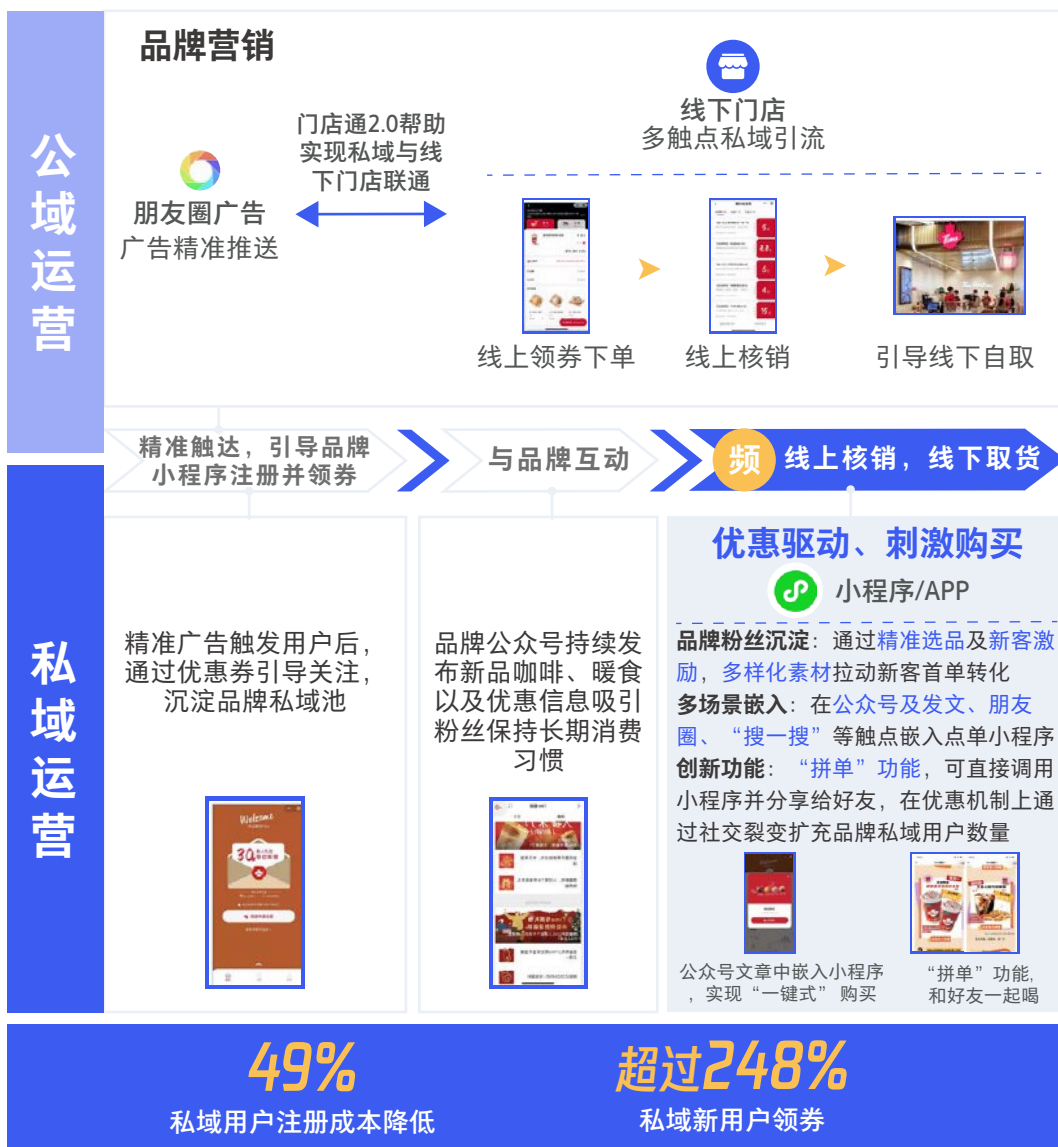 公域运营
品牌营销
朋友圈广告
广告精准推送
门店通2.0帮助
实现私域与线
下门店联通
线下门店
多触点私域引流
线上领券下单
线上核销
引导线下自取
精准触达，引导品牌
小程序注册并领券
与品牌互动
频
线上核销，线下取货
私域运营
精准广告触发用户后，
通过优惠券引导关注，
沉淀品牌私域池
Welcome
品牌公众号持续发
布新品咖啡、暖食
以及优惠信息吸引
粉丝保持长期消费
习惯
优惠驱动、刺激购买
小程序/APP
品牌粉丝沉淀：通过精准选品及新客激
励，多样化素材拉动新客首单转化
多场景嵌入：在公众号及发文、朋友
圈、“搜一搜”等触点嵌入点单小程序
创新功能：“拼单”功能，可直接调用
小程序并分享给好友，在优惠机制上通
过社交裂变扩充品牌私域用户数量
公众号文章中嵌入小程序
，实现“一键式” 购买
“拼单”功能,
和好友一起喝
49%
私域用户注册成本降低
超过248%
私域新用户领券